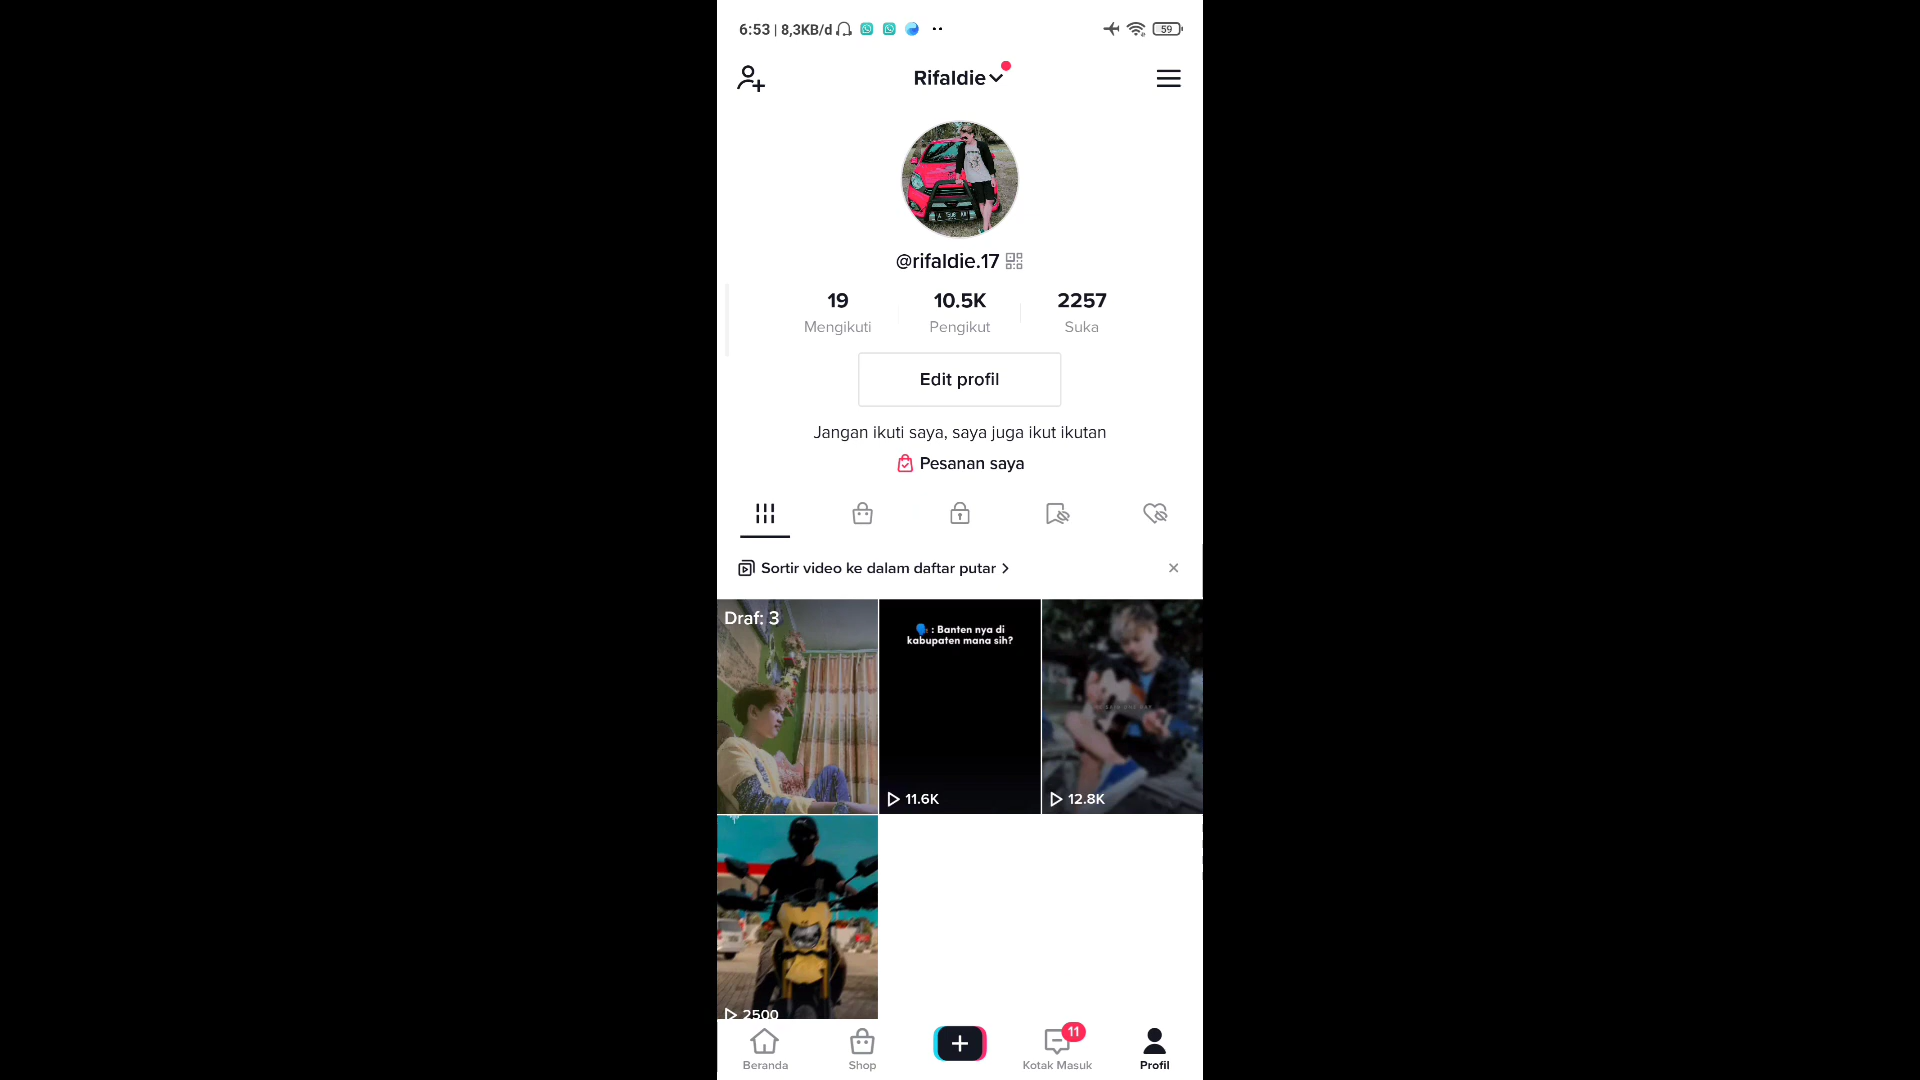 6:53 | 8,3KB/d
59
Rifaldie
@rifaldie.17
19
Mengikuti
10.5K
Pengikut
2257
Suka
Edit profil
Jangan ikuti saya, saya juga ikut ikutan
Pesanan saya
Sortir video ke dalam daftar putar
Draf: 3
: Banten nya di
kabupaten mana sih?
11.6K
12.8K
2500
Beranda
Shop
11
Kotak Masuk
Profil